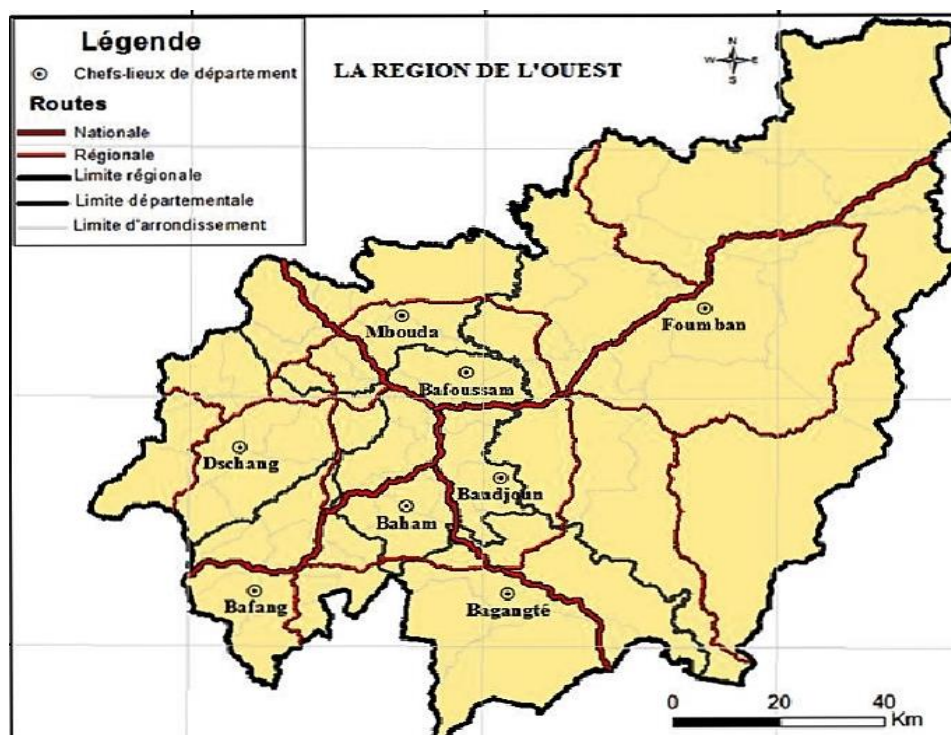 Légende
Chefs-lieux de département
Routes
Nationale
Régionale
Limite régionale
Limite départementale
Limite d'arrondissement
LA REGION DE L'OUEST
N
W E
S
Mbouda
Foumban
Bafoussam
Dschang
Baudjoun
Baham
Bafang
Bagangté
0 20 40
Km